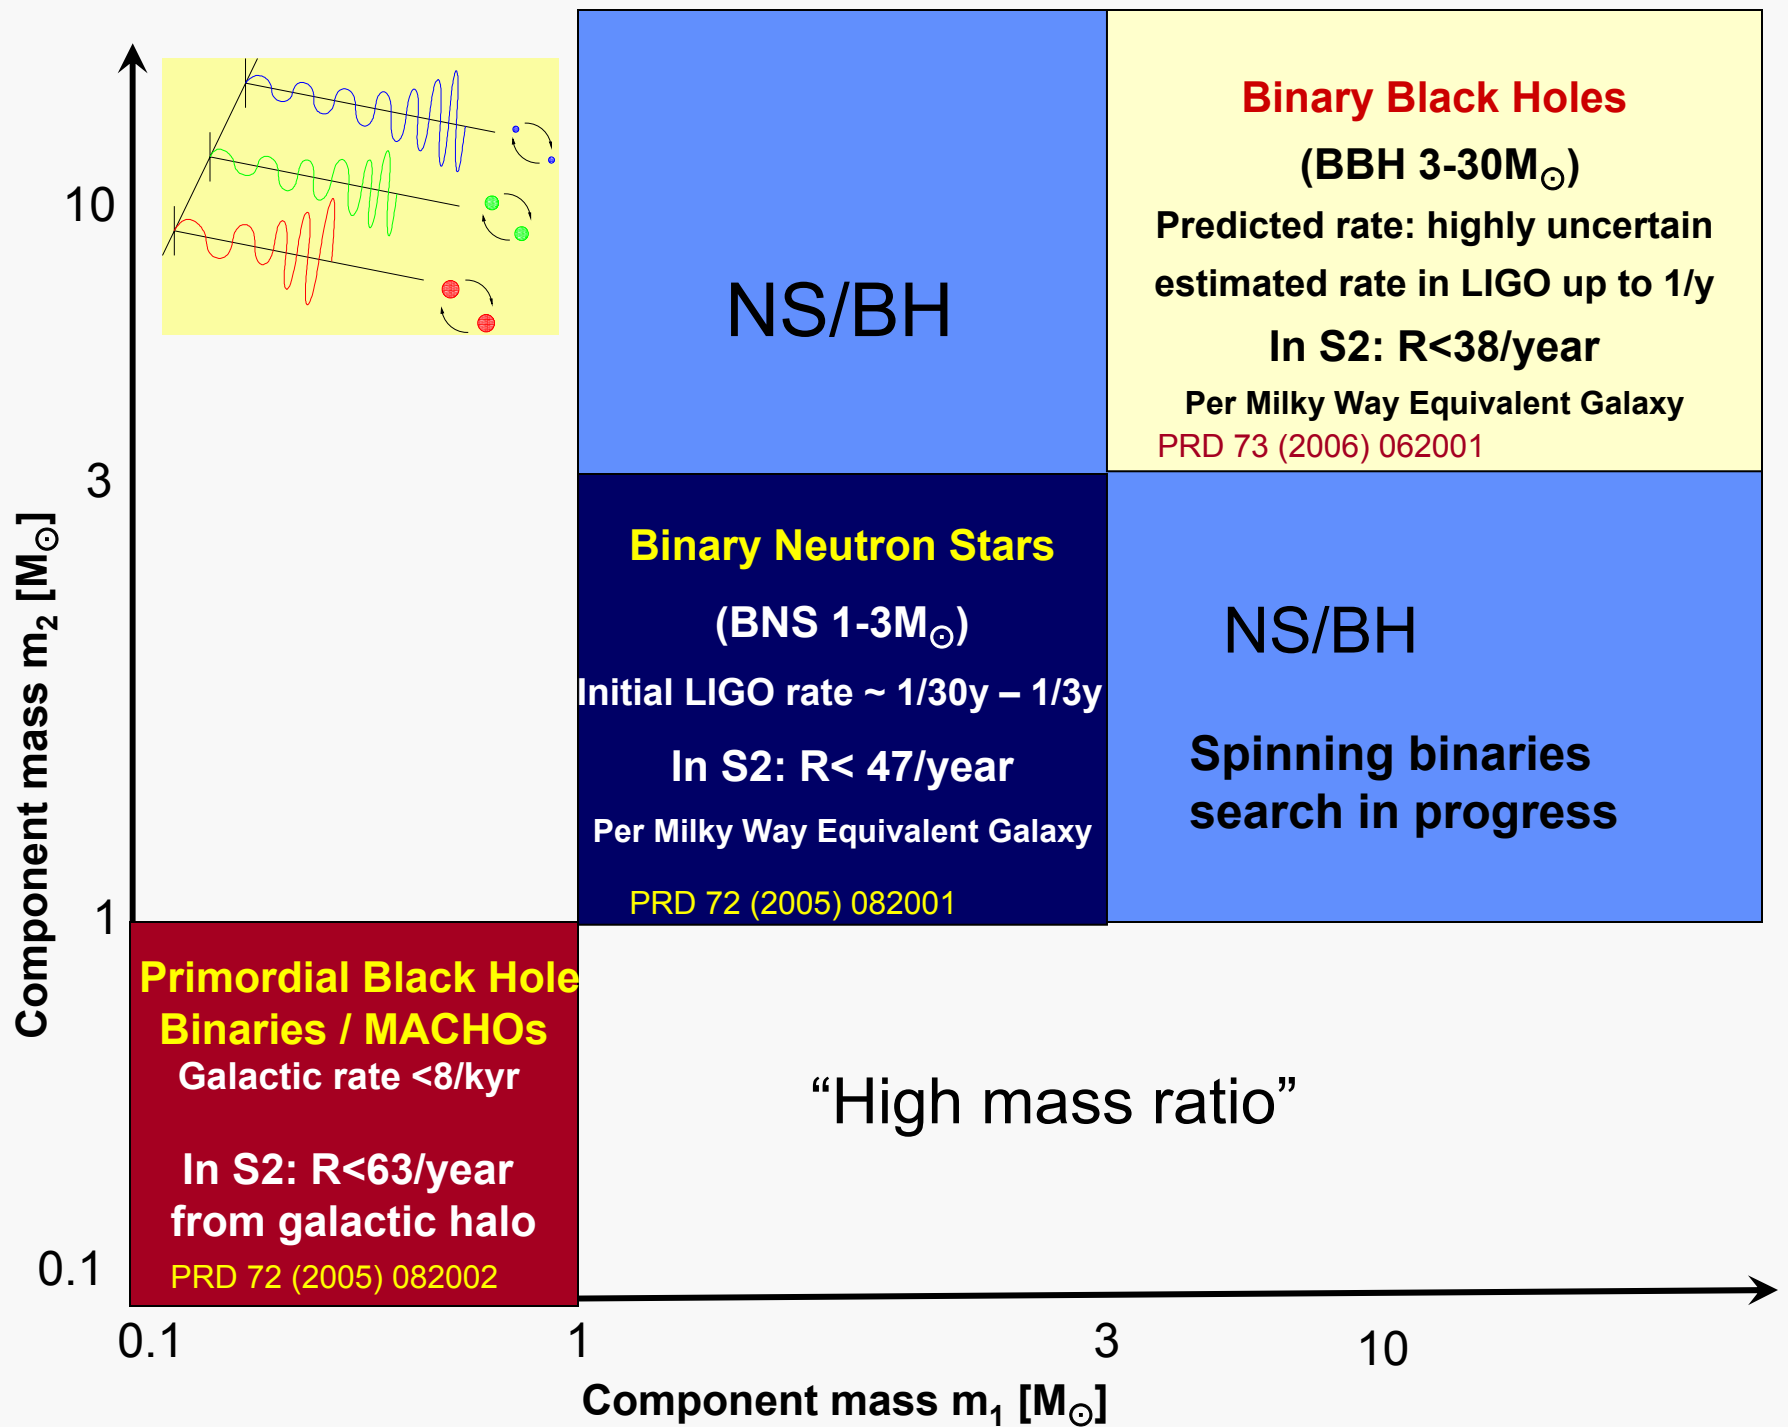 10
3
1
0.1
Component mass m₂ [M☉]
NS/BH
Binary Black Holes
(BBH 3-30M☉)
Predicted rate: highly uncertain
estimated rate in LIGO up to 1/y
In S2: R<38/year
Per Milky Way Equivalent Galaxy
PRD 73 (2006) 062001
Binary Neutron Stars
(BNS 1-3M☉)
Initial LIGO rate ~ 1/30y – 1/3y
In S2: R< 47/year
Per Milky Way Equivalent Galaxy
PRD 72 (2005) 082001
NS/BH
Spinning binaries
search in progress
Primordial Black Hole
Binaries / MACHOs
Galactic rate <8/kyr
In S2: R<63/year
from galactic halo
PRD 72 (2005) 082002
“High mass ratio”
0.1
1
3
10
Component mass m₁ [M☉]